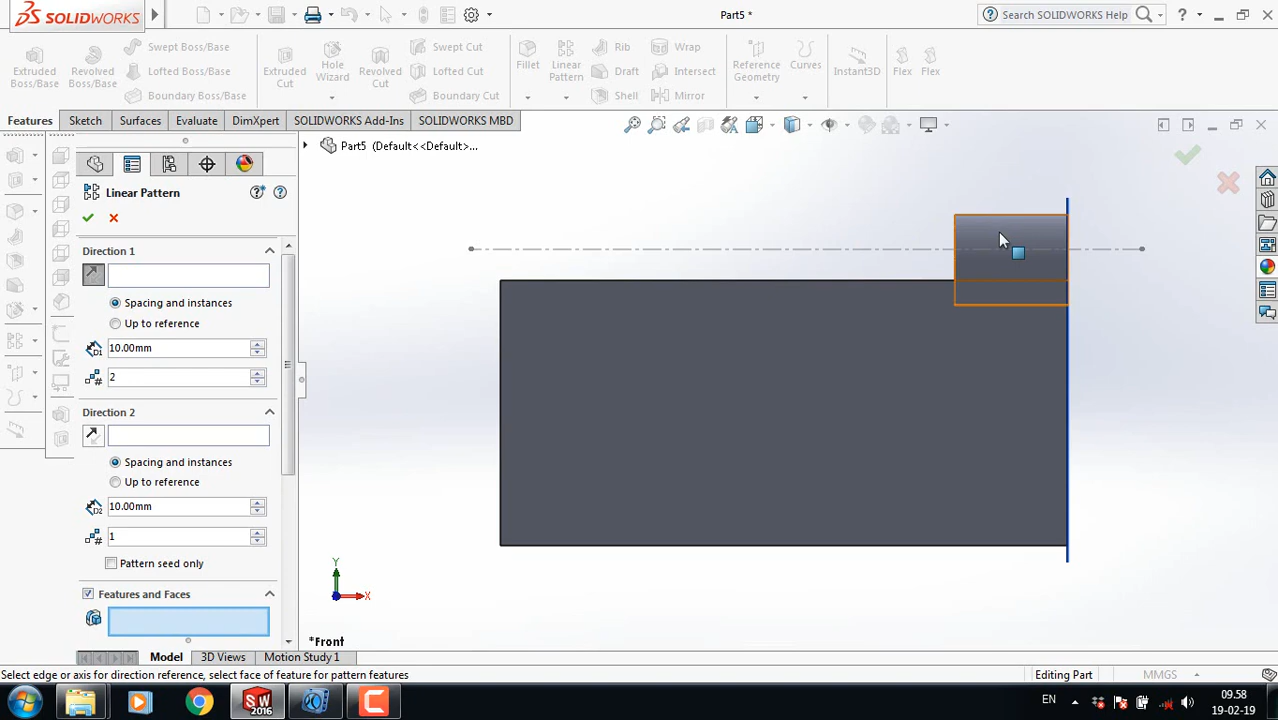 SOLIDWORKS
Part5 *
Search SOLIDWORKS Help
Extruded Boss/Base
Revolved Boss/Base
Swept Boss/Base
Lofted Boss/Base
Boundary Boss/Base
Extruded Cut
Hole Wizard
Revolved Cut
Swept Cut
Lofted Cut
Boundary Cut
Fillet
Linear Pattern
Rib
Draft
Shell
Wrap
Intersect
Mirror
Reference Geometry
Curves
Instant3D
Flex
Flex
Features
Sketch
Surfaces
Evaluate
DimXpert
SOLIDWORKS Add-Ins
SOLIDWORKS MBD
Part5 (Default<<Default>...
Linear Pattern
Direction 1
Spacing and instances
Up to reference
D1
10.00mm
2
Direction 2
Spacing and instances
Up to reference
D2
10.00mm
1
Pattern seed only
Features and Faces
Y
X
*Front
Model
3D Views
Motion Study 1
Select edge or axis for direction reference, select face of feature for pattern features
Editing Part
MMGS
SW
2016
EN
09.58
19-02-19